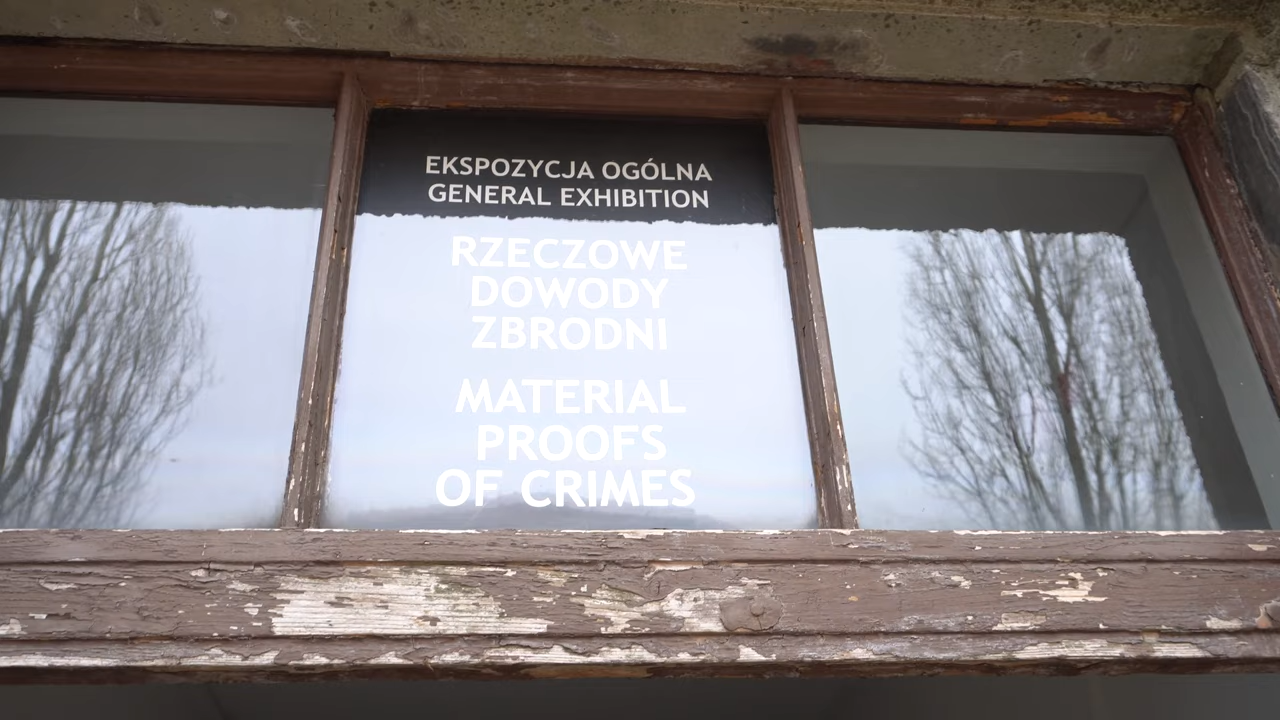 EKSPOZYCJA OGÓLNA
GENERAL EXHIBITION
RZECZOWE
DOWODY
ZBRODNI
MATERIAL
PROOFS
OF CRIMES